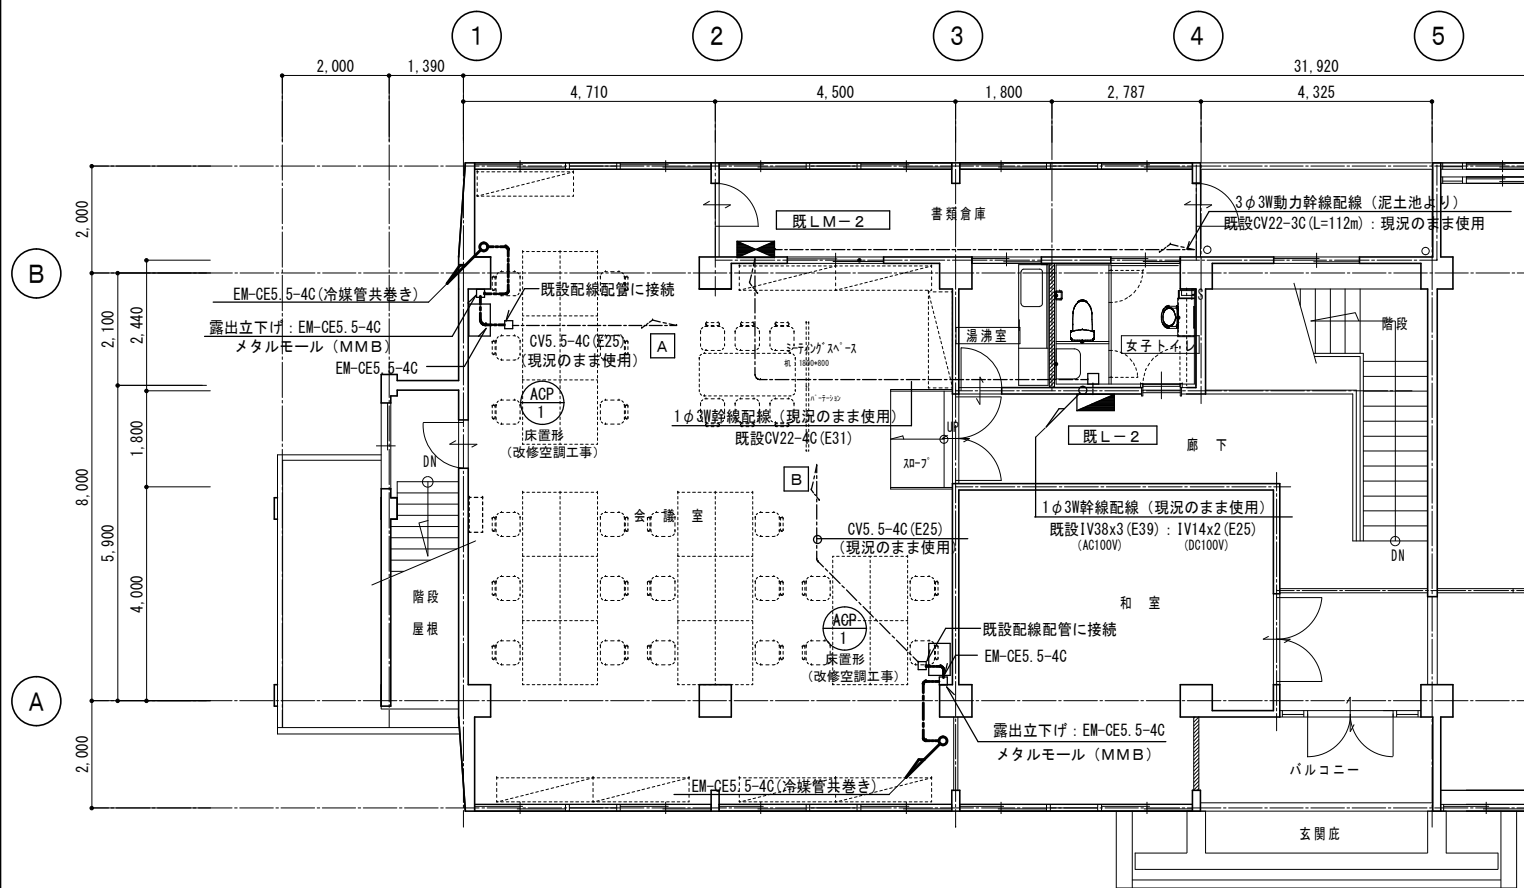 1
2
3
4
5
2,000
1,390
31,920
4,710
4,500
1,800
2,787
4,325
2,000
B
2,100
2,440
8,000
1,800
5,900
4,000
A
2,000
既LM−2
書類倉庫
3φ3W動力幹線配線（泥土池より）
既設CV22-3C(L=112m)：現況のまま使用
EM-CE5.5-4C(冷媒管共巻き)
既設配線配管に接続
露出立下げ：EM-CE5.5-4C
メタルモール（MMB）
CV5.5-4C(E25)
(現況のまま使用)
A
EM-CE5.5-4C
ミーティングスペース
机 1800*800
パーテーション
湯沸室
女子トイレ
S
階段
ACP
1
床置形
(改修空調工事)
1φ3W幹線配線（現況のまま使用）
既設CV22-4C(E31)
UP
スロープ
既L−2
廊下
DN
B
会議室
CV5.5-4C(E25)
(現況のまま使用)
1φ3W幹線配線（現況のまま使用）
既設IV38x3(E39)：IV14x2(E25)
(AC100V)
(DC100V)
DN
階段
屋根
和室
ACP
1
床置形
(改修空調工事)
既設配線配管に接続
EM-CE5.5-4C
露出立下げ：EM-CE5.5-4C
メタルモール（MMB）
EM-CE5.5-4C(冷媒管共巻き)
バルコニー
玄関庇